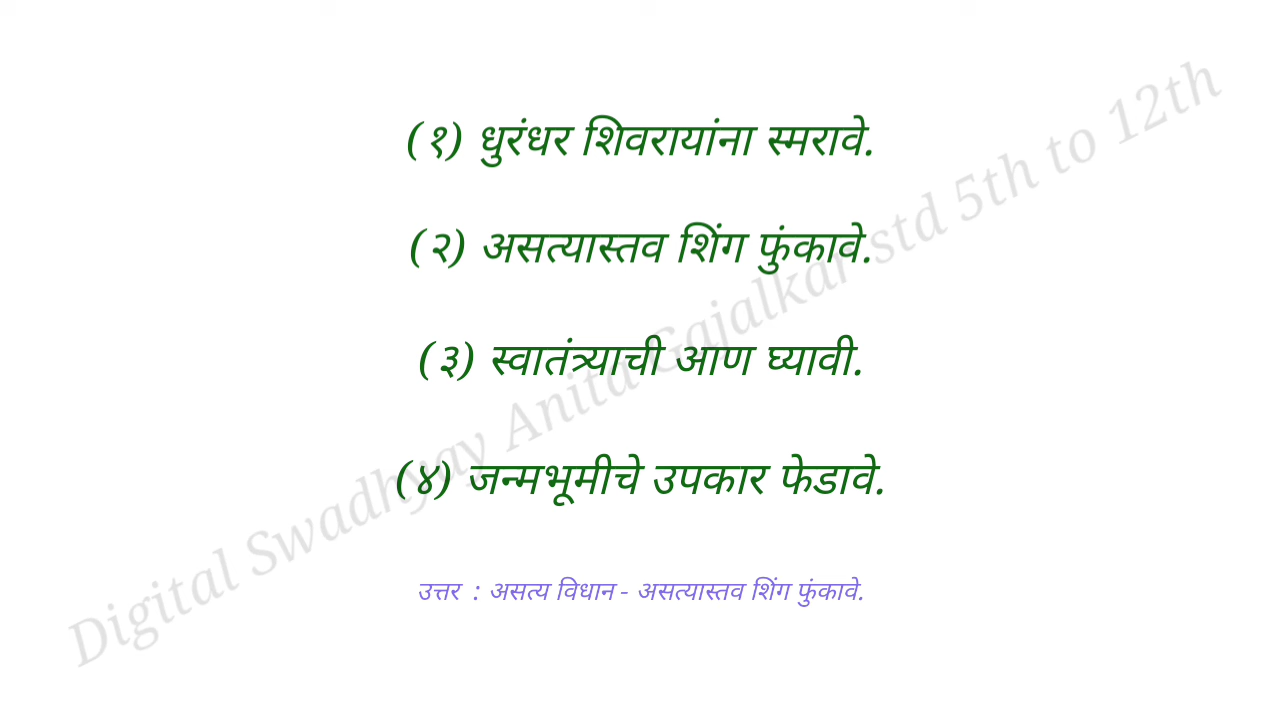 (१) धुरंधर शिवरायांना स्मरावे.
(२) असत्यास्तव शिंग फुंकावे.
(३) स्वातंत्र्याची आण घ्यावी.
(४) जन्मभूमीचे उपकार फेडावे.
उत्तर : असत्य विधान - असत्यास्तव शिंग फुंकावे.
Digital Swadhyay Anita Gajalkar std 5th to 12th